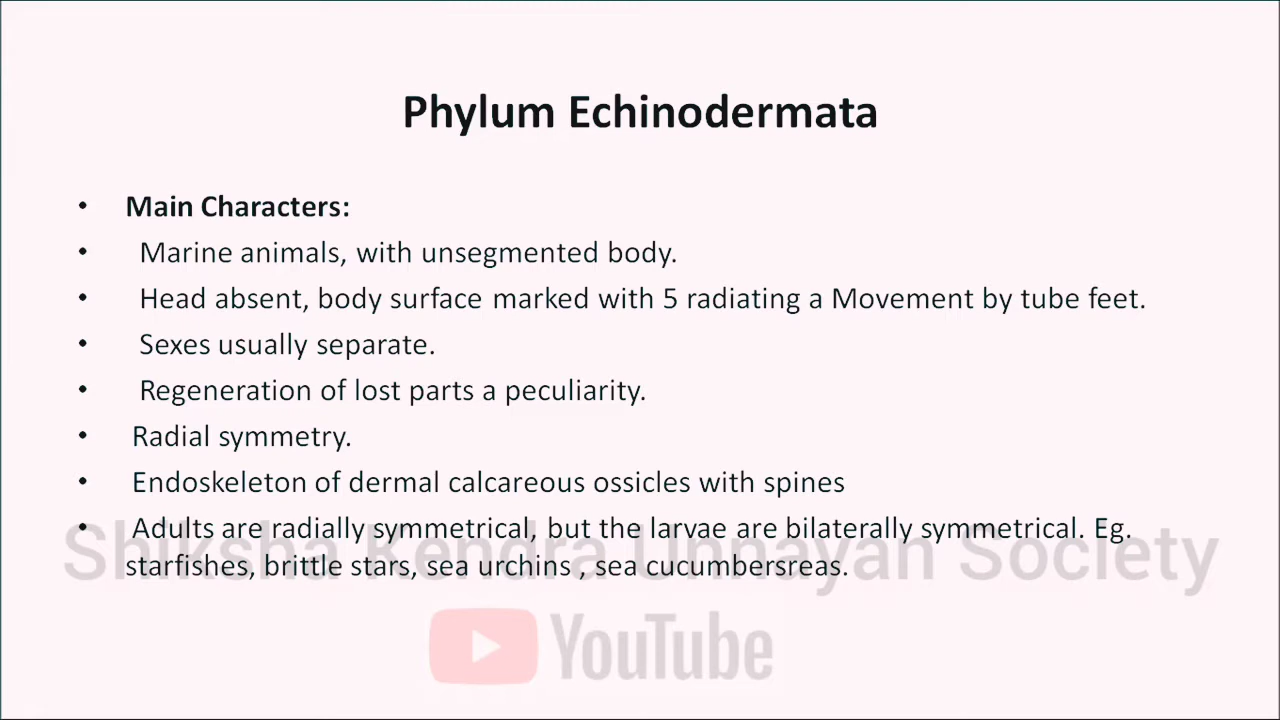 Phylum Echinodermata
• Main Characters:
• Marine animals, with unsegmented body.
• Head absent, body surface marked with 5 radiating a Movement by tube feet.
• Sexes usually separate.
• Regeneration of lost parts a peculiarity.
• Radial symmetry.
• Endoskeleton of dermal calcareous ossicles with spines
• Adults are radially symmetrical, but the larvae are bilaterally symmetrical. Eg.
starfishes, brittle stars, sea urchins , sea cucumbersreas.
Shiksha Kendra Unnayan Society
YouTube